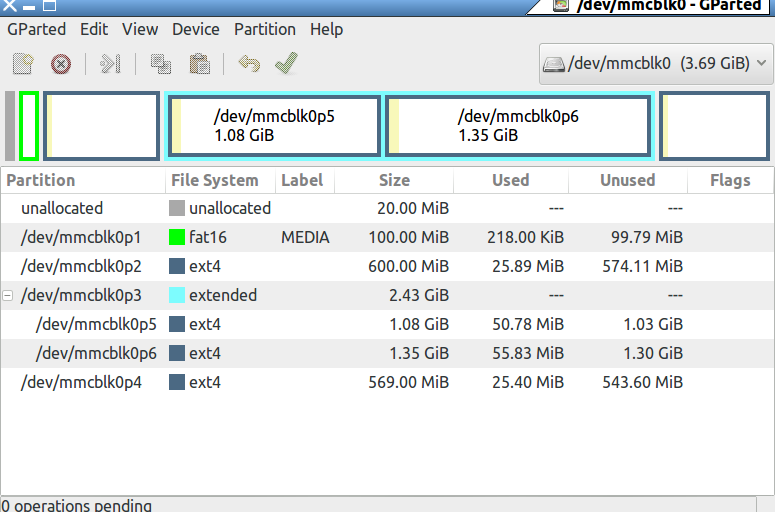 /dev/mmcblk0 - GParted
GParted Edit View Device Partition Help
/dev/mmcblk0 (3.69 GiB)
/dev/mmcblk0p5
1.08 GiB
/dev/mmcblk0p6
1.35 GiB
Partition File System Label Size Used Unused Flags
unallocated unallocated 20.00 MiB --- ---
/dev/mmcblk0p1 fat16 MEDIA 100.00 MiB 218.00 KiB 99.79 MiB
/dev/mmcblk0p2 ext4 600.00 MiB 25.89 MiB 574.11 MiB
/dev/mmcblk0p3 extended 2.43 GiB --- ---
/dev/mmcblk0p5 ext4 1.08 GiB 50.78 MiB 1.03 GiB
/dev/mmcblk0p6 ext4 1.35 GiB 55.83 MiB 1.30 GiB
/dev/mmcblk0p4 ext4 569.00 MiB 25.40 MiB 543.60 MiB
0 operations pending